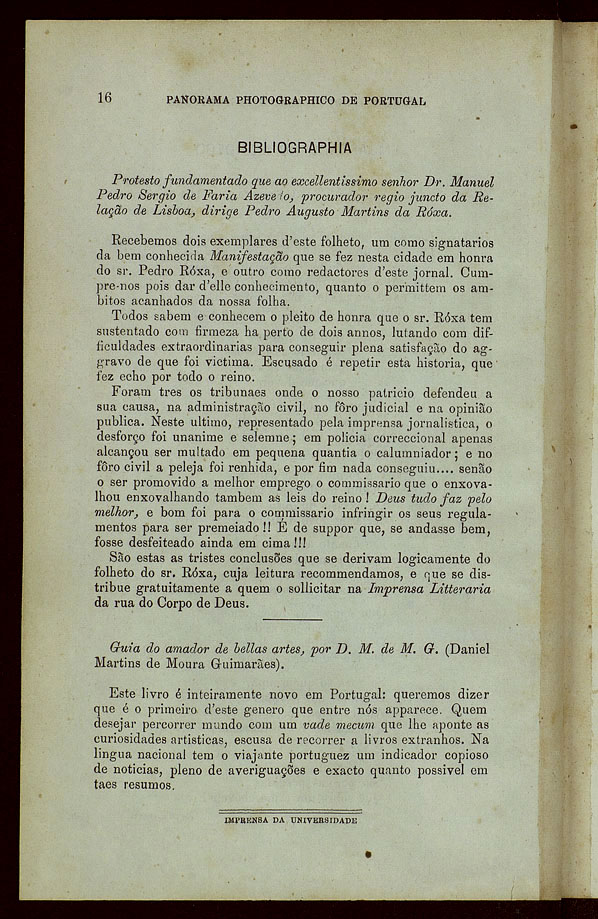 16 PANORAMA PHOTOGRAPHICO DE PORTUGAL
BIBLIOGRAPHIA
Protesto fundamentado que ao excellentissimo senhor Dr. Manuel
Pedro Sergio de Faria Azevedo, procurador regio juncto da Re-
lação de Lisboa, dirige Pedro Augusto Martins da Róxa.
Recebemos dois exemplares d'este folheto, um como signatarios
da bem conhecida Manifestação que se fez nesta cidade em honra
do sr. Pedro Róxa, e outro como redactores d'este jornal. Cum-
pre-nos pois dar d'elle conhecimento, quanto o permittem os am-
bitos acanhados da nossa folha.
Todos sabem e conhecem o pleito de honra que o sr. Róxa tem
sustentado com firmeza ha perto de dois annos, lutando com dif-
ficuldades extraordinarias para conseguir plena satisfação do ag-
gravo de que foi victima. Escusado é repetir esta historia, que
fez echo por todo o reino.
Foram tres os tribunaes onde o nosso patricio defendeu a
sua causa, na administração civil, no fôro judicial e na opinião
publica. Neste ultimo, representado pela imprensa jornalistica, o
desforço foi unanime e selemne; em policia correccional apenas
alcançou ser multado em pequena quantia o calumniador; e no
fôro civil a peleja foi renhida, e por fim nada conseguiu.... senão
o ser promovido a melhor emprego o commissario que o enxova-
lhou enxovalhando tambem as leis do reino! Deus tudo faz pelo
melhor, e bom foi para o commissario infringir os seus regula-
mentos para ser premeiado!! É de suppor que, se andasse bem,
fosse desfeiteado ainda em cima!!!
São estas as tristes conclusões que se derivam logicamente do
folheto do sr. Róxa, cuja leitura recommendamos, e que se dis-
tribue gratuitamente a quem o sollicitar na Imprensa Litteraria
da rua do Corpo de Deus.
Guia do amador de bellas artes, por D. M. de M. G. (Daniel
Martins de Moura Guimarães).
Este livro é inteiramente novo em Portugal: queremos dizer
que é o primeiro d'este genero que entre nós apparece. Quem
desejar percorrer mundo com um vade mecum que lhe aponte as
curiosidades artisticas, escusa de recorrer a livros extranhos. Na
lingua nacional tem o viajante portuguez um indicador copioso
de noticias, pleno de averiguações e exacto quanto possivel em
taes resumos.
IMPRENSA DA UNIVERSIDADE